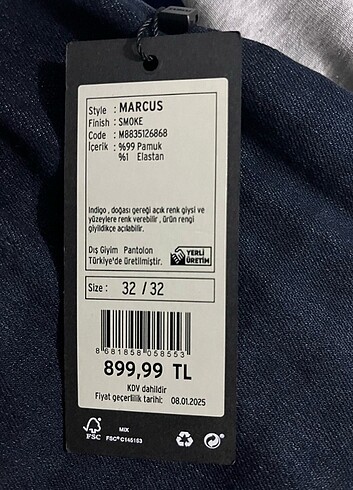 Style : MARCUS
Finish : SMOKE
Code : M8835126868
İçerik : %99 Pamuk
%1 Elastan
İndigo , doğası gereği açık renk giysi ve
yüzeylere renk verebilir , ürün rengi
giyildikçe açılabilir.
Dış Giyim Pantolon
Türkiye'de üretilmiştir.
YERLİ
ÜRETİM
Size : 32 / 32
8 681858 058553
899,99 TL
KDV dahildir
Fiyat geçerlilik tarihi: 08.01.2025
FSC
MIX
FSC® C145153